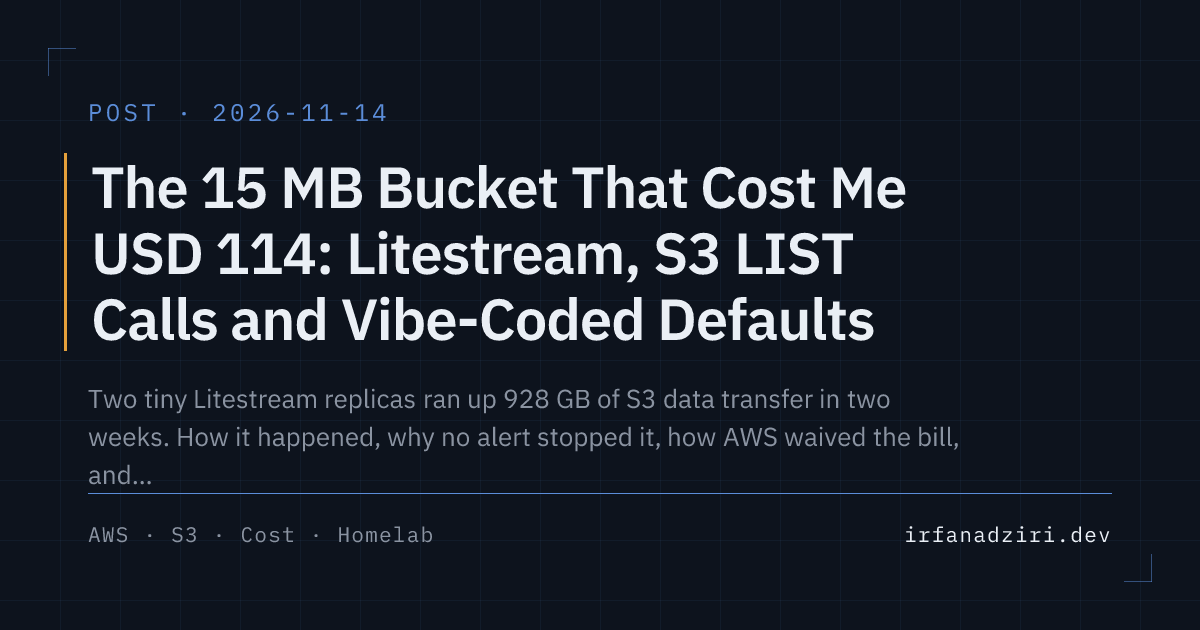 POST · 2026-11-14
The 15 MB Bucket That Cost Me
USD 114: Litestream, S3 LIST
Calls and Vibe-Coded Defaults
Two tiny Litestream replicas ran up 928 GB of S3 data transfer in two
weeks. How it happened, why no alert stopped it, how AWS waived the bill,
and...
AWS · S3 · Cost · Homelab
irfanadziri.dev